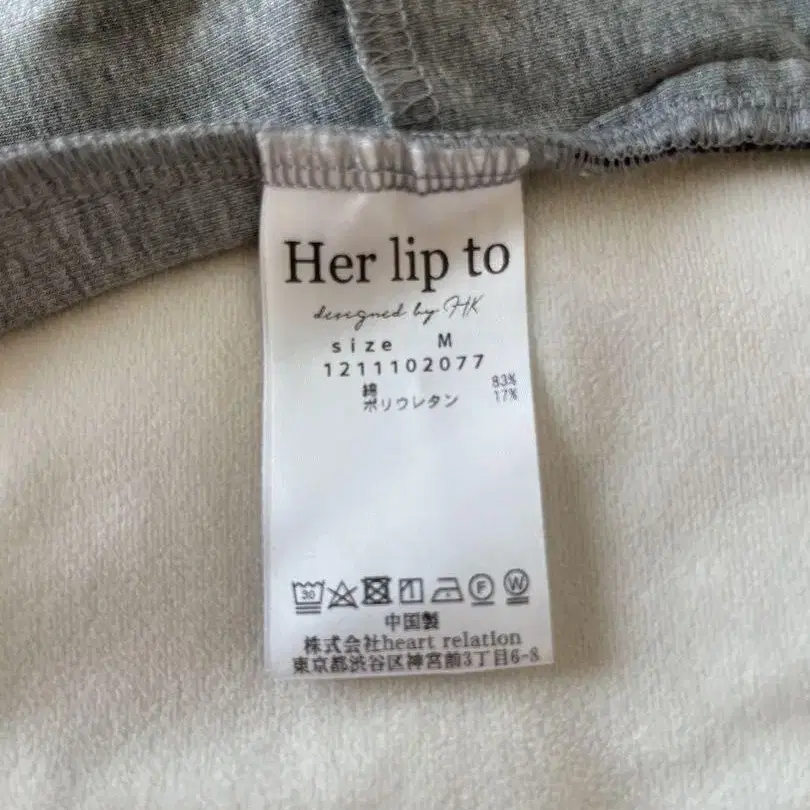 Her lip to
designed by HK
size M
1211102077
綿 83%
ポリウレタン 17%
30 F W
中国製
株式会社heart relation
東京都渋谷区神宮前3丁目6-8